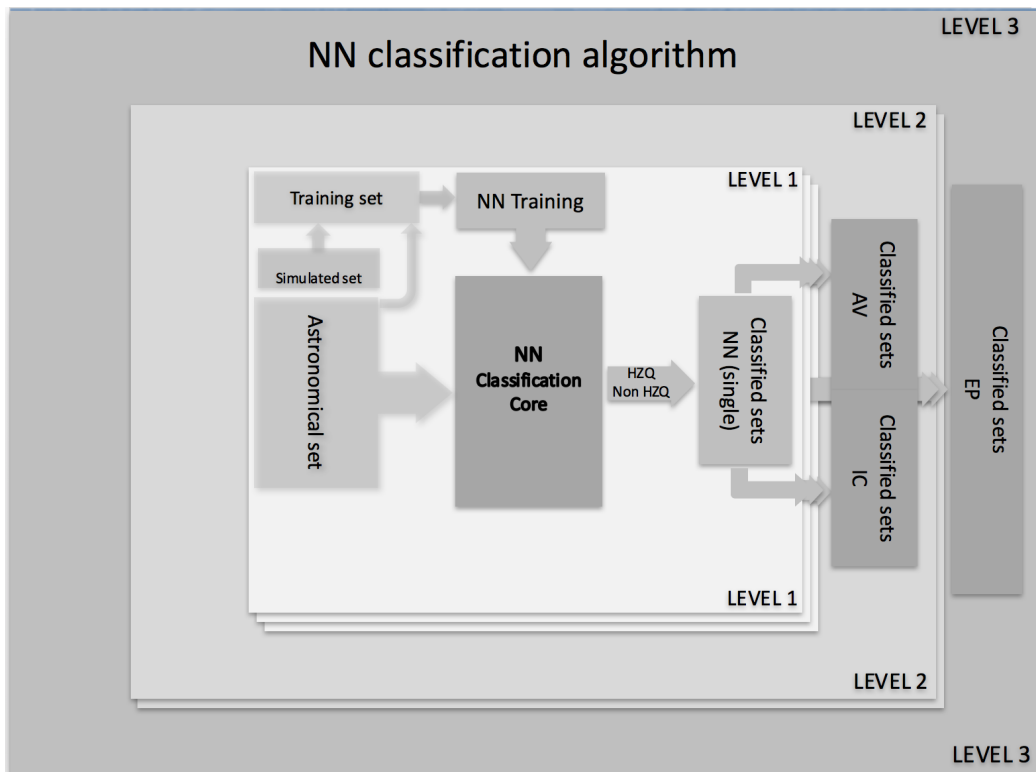 LEVEL 3
NN classification algorithm
LEVEL 2
LEVEL 1
Training set
NN Training
Simulated set
Astronomical set
NN
Classification
Core
HZQ
Non HZQ
Classified sets
NN (single)
Classified sets
AV
Classified sets
IC
Classified sets
EP
LEVEL 1
LEVEL 2
LEVEL 3